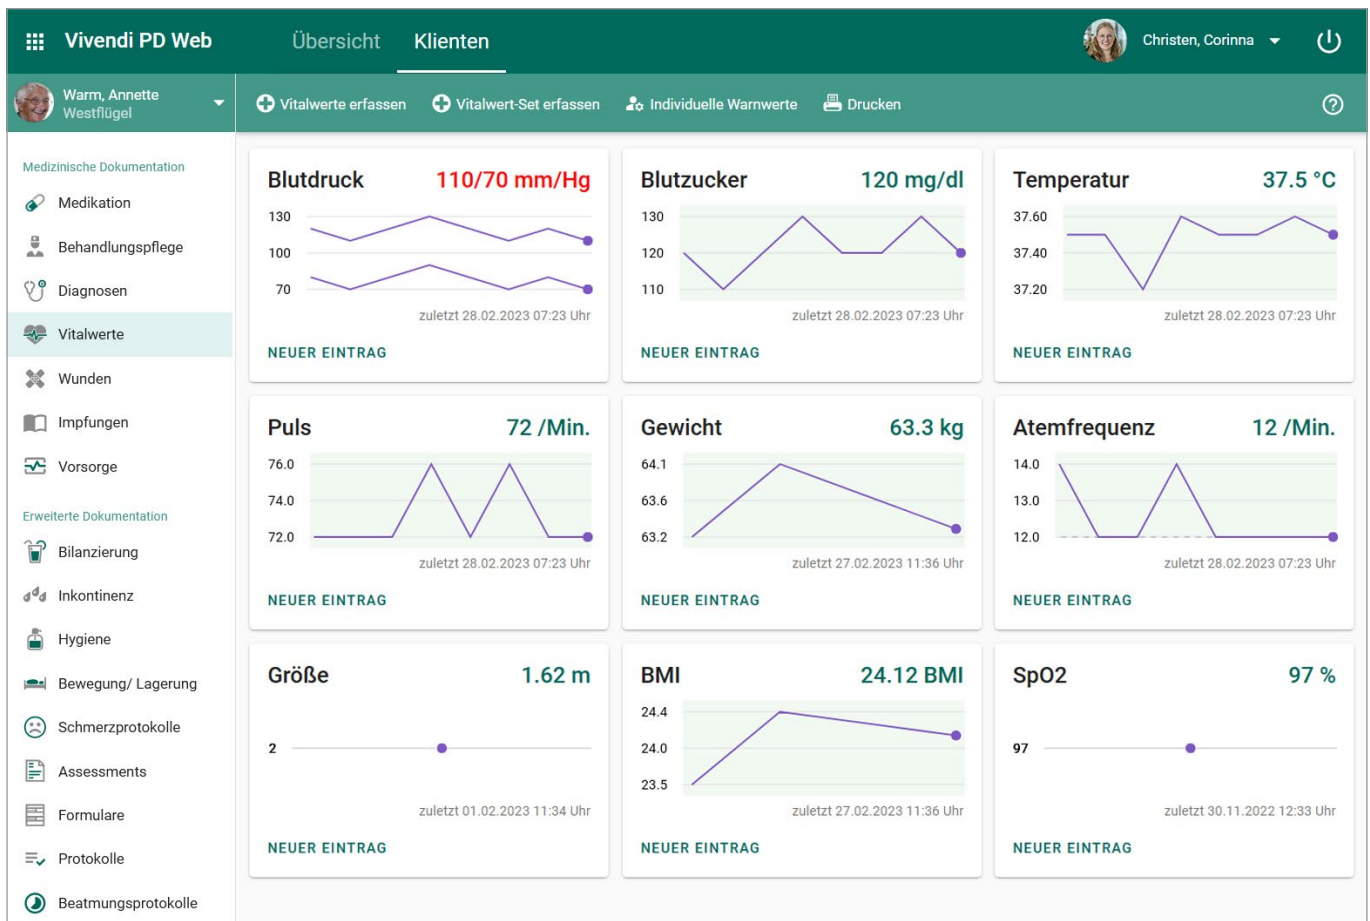 Vivendi PD Web
Übersicht
Klienten
Christen, Corinna
Warm, Annette
Westflügel
Vitalwerte erfassen
Vitalwert-Set erfassen
Individuelle Warnwerte
Drucken
Medizinische Dokumentation
Medikation
Behandlungspflege
Diagnosen
Vitalwerte
Wunden
Impfungen
Vorsorge
Erweiterte Dokumentation
Bilanzierung
Inkontinenz
Hygiene
Bewegung/ Lagerung
Schmerzprotokolle
Assessments
Formulare
Protokolle
Beatmungsprotokolle
Blutdruck
110/70 mm/Hg
130
100
70
zuletzt 28.02.2023 07:23 Uhr
NEUER EINTRAG
Blutzucker
120 mg/dl
130
120
110
zuletzt 28.02.2023 07:23 Uhr
NEUER EINTRAG
Temperatur
37.5 °C
37.60
37.40
37.20
zuletzt 28.02.2023 07:23 Uhr
NEUER EINTRAG
Puls
72 /Min.
76.0
74.0
72.0
zuletzt 28.02.2023 07:23 Uhr
NEUER EINTRAG
Gewicht
63.3 kg
64.1
63.6
63.2
zuletzt 27.02.2023 11:36 Uhr
NEUER EINTRAG
Atemfrequenz
12 /Min.
14.0
13.0
12.0
zuletzt 28.02.2023 07:23 Uhr
NEUER EINTRAG
Größe
1.62 m
2
zuletzt 01.02.2023 11:34 Uhr
NEUER EINTRAG
BMI
24.12 BMI
24.4
24.0
23.5
zuletzt 27.02.2023 11:36 Uhr
NEUER EINTRAG
SpO2
97 %
97
zuletzt 30.11.2022 12:33 Uhr
NEUER EINTRAG